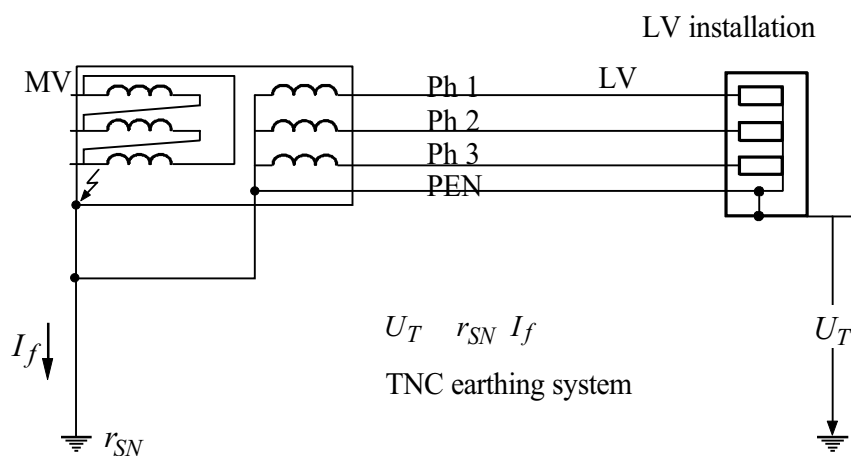 LV installation
MV
Ph 1
LV
Ph 2
Ph 3
PEN
U_T r_SN I_f
I_f
U_T
TNC earthing system
r_SN